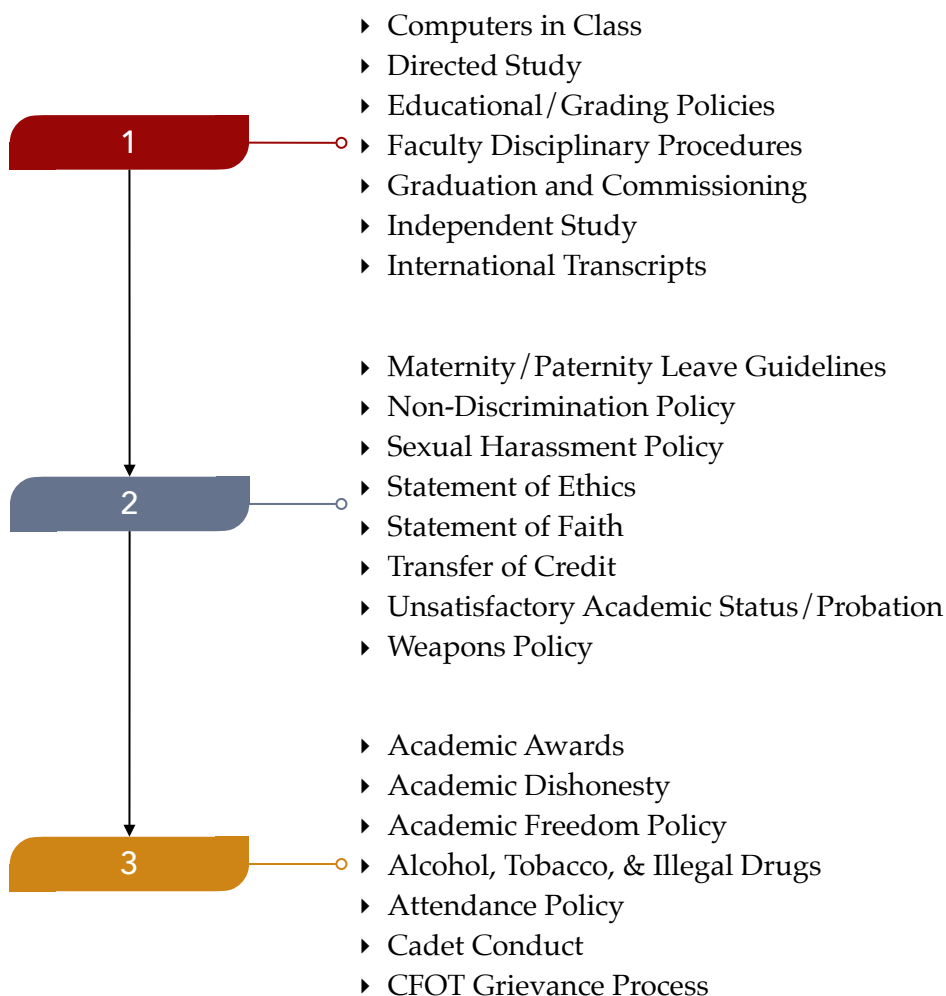 ▸ Computers in Class
▸ Directed Study
▸ Educational/Grading Policies
1
▸ Faculty Disciplinary Procedures
▸ Graduation and Commissioning
▸ Independent Study
▸ International Transcripts
▸ Maternity/Paternity Leave Guidelines
▸ Non-Discrimination Policy
▸ Sexual Harassment Policy
2
▸ Statement of Ethics
▸ Statement of Faith
▸ Transfer of Credit
▸ Unsatisfactory Academic Status/Probation
▸ Weapons Policy
▸ Academic Awards
▸ Academic Dishonesty
▸ Academic Freedom Policy
3
▸ Alcohol, Tobacco, & Illegal Drugs
▸ Attendance Policy
▸ Cadet Conduct
▸ CFOT Grievance Process